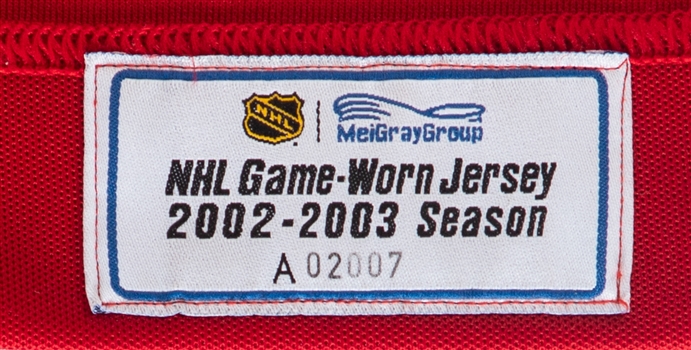 NHL MeiGrayGroup
NHL Game-Worn Jersey
2002-2003 Season
A 02007